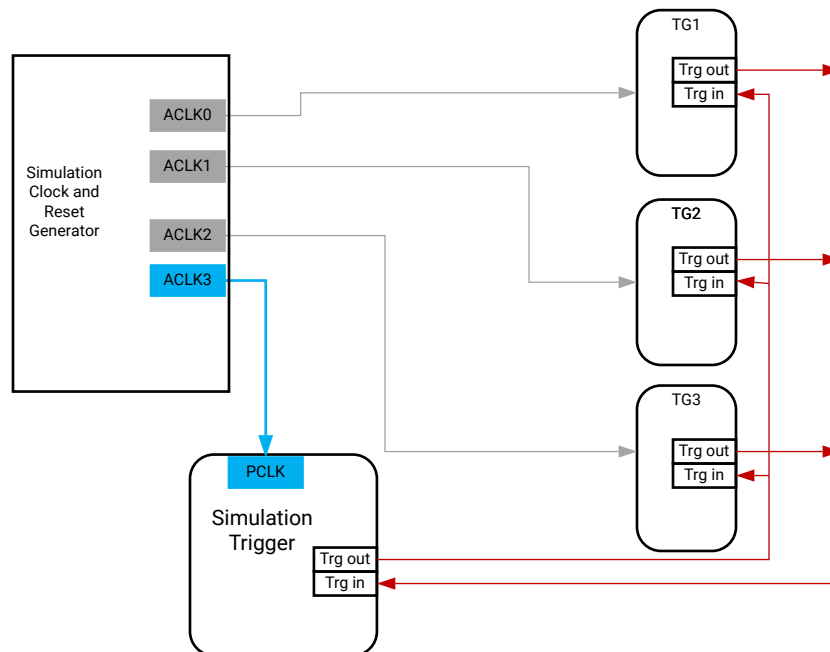 TG1
Trg out
Trg in
ACLK0
ACLK1
Simulation
Clock and
Reset
Generator
ACLK2
ACLK3
TG2
Trg out
Trg in
TG3
Trg out
Trg in
PCLK
Simulation
Trigger
Trg out
Trg in